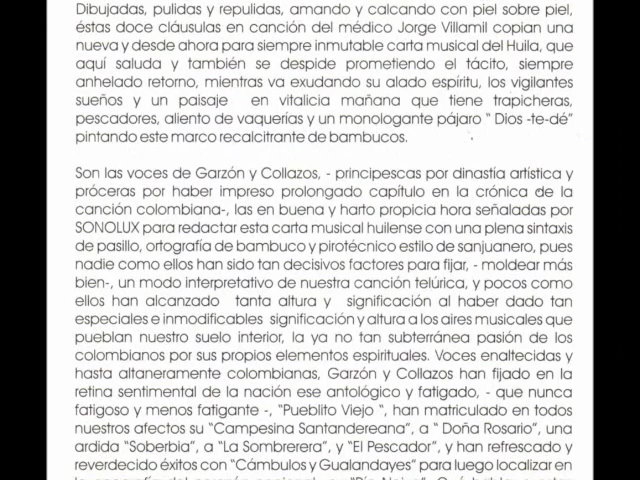 Dibujadas, pulidas y repulidas, amando y calcando con piel sobre piel,
éstas doce cláusulas en canción del médico Jorge Villamil copian una
nueva y desde ahora para siempre inmutable carta musical del Huila, que
aquí saluda y también se despide prometiendo el tácito, siempre
anhelado retorno, mientras va exudando su alado espíritu, los vigilantes
sueños y un paisaje en vitalicia mañana que tiene trapicheras,
pescadores, aliento de vaquerías y un monologante pájaro " Dios -te-dé"
pintando este marco recalcitrante de bambucos.
Son las voces de Garzón y Collazos, - principescas por dinastía artística y
próceras por haber impreso prolongado capítulo en la crónica de la
canción colombiana-, las en buena y harto propicia hora señaladas por
SONOLUX para redactar esta carta musical huilense con una plena sintaxis
de pasillo, ortografía de bambuco y pirotécnico estilo de sanjuanero, pues
nadie como ellos han sido tan decisivos factores para fijar, - moldear más
bien-, un modo interpretativo de nuestra canción telúrica, y pocos como
ellos han alcanzado tanta altura y significación al haber dado tan
especiales e inmodificables significación y altura a los aires musicales que
pueblan nuestro suelo interior, la ya no tan subterránea pasión de los
colombianos por sus propios elementos espirituales. Voces enaltecidas y
hasta altaneramente colombianas, Garzón y Collazos han fijado en la
retina sentimental de la nación ese antológico y fatigado, - que nunca
fatigoso y menos fatigante -, "Pueblito Viejo ", han matriculado en todos
nuestros afectos su "Campesina Santandereana", a " Doña Rosario", una
ardida "Soberbia", a "La Sombrerera", y "El Pescador", y han refrescado y
reverdecido éxitos con "Cámbulos y Gualandayes" para luego localizar en